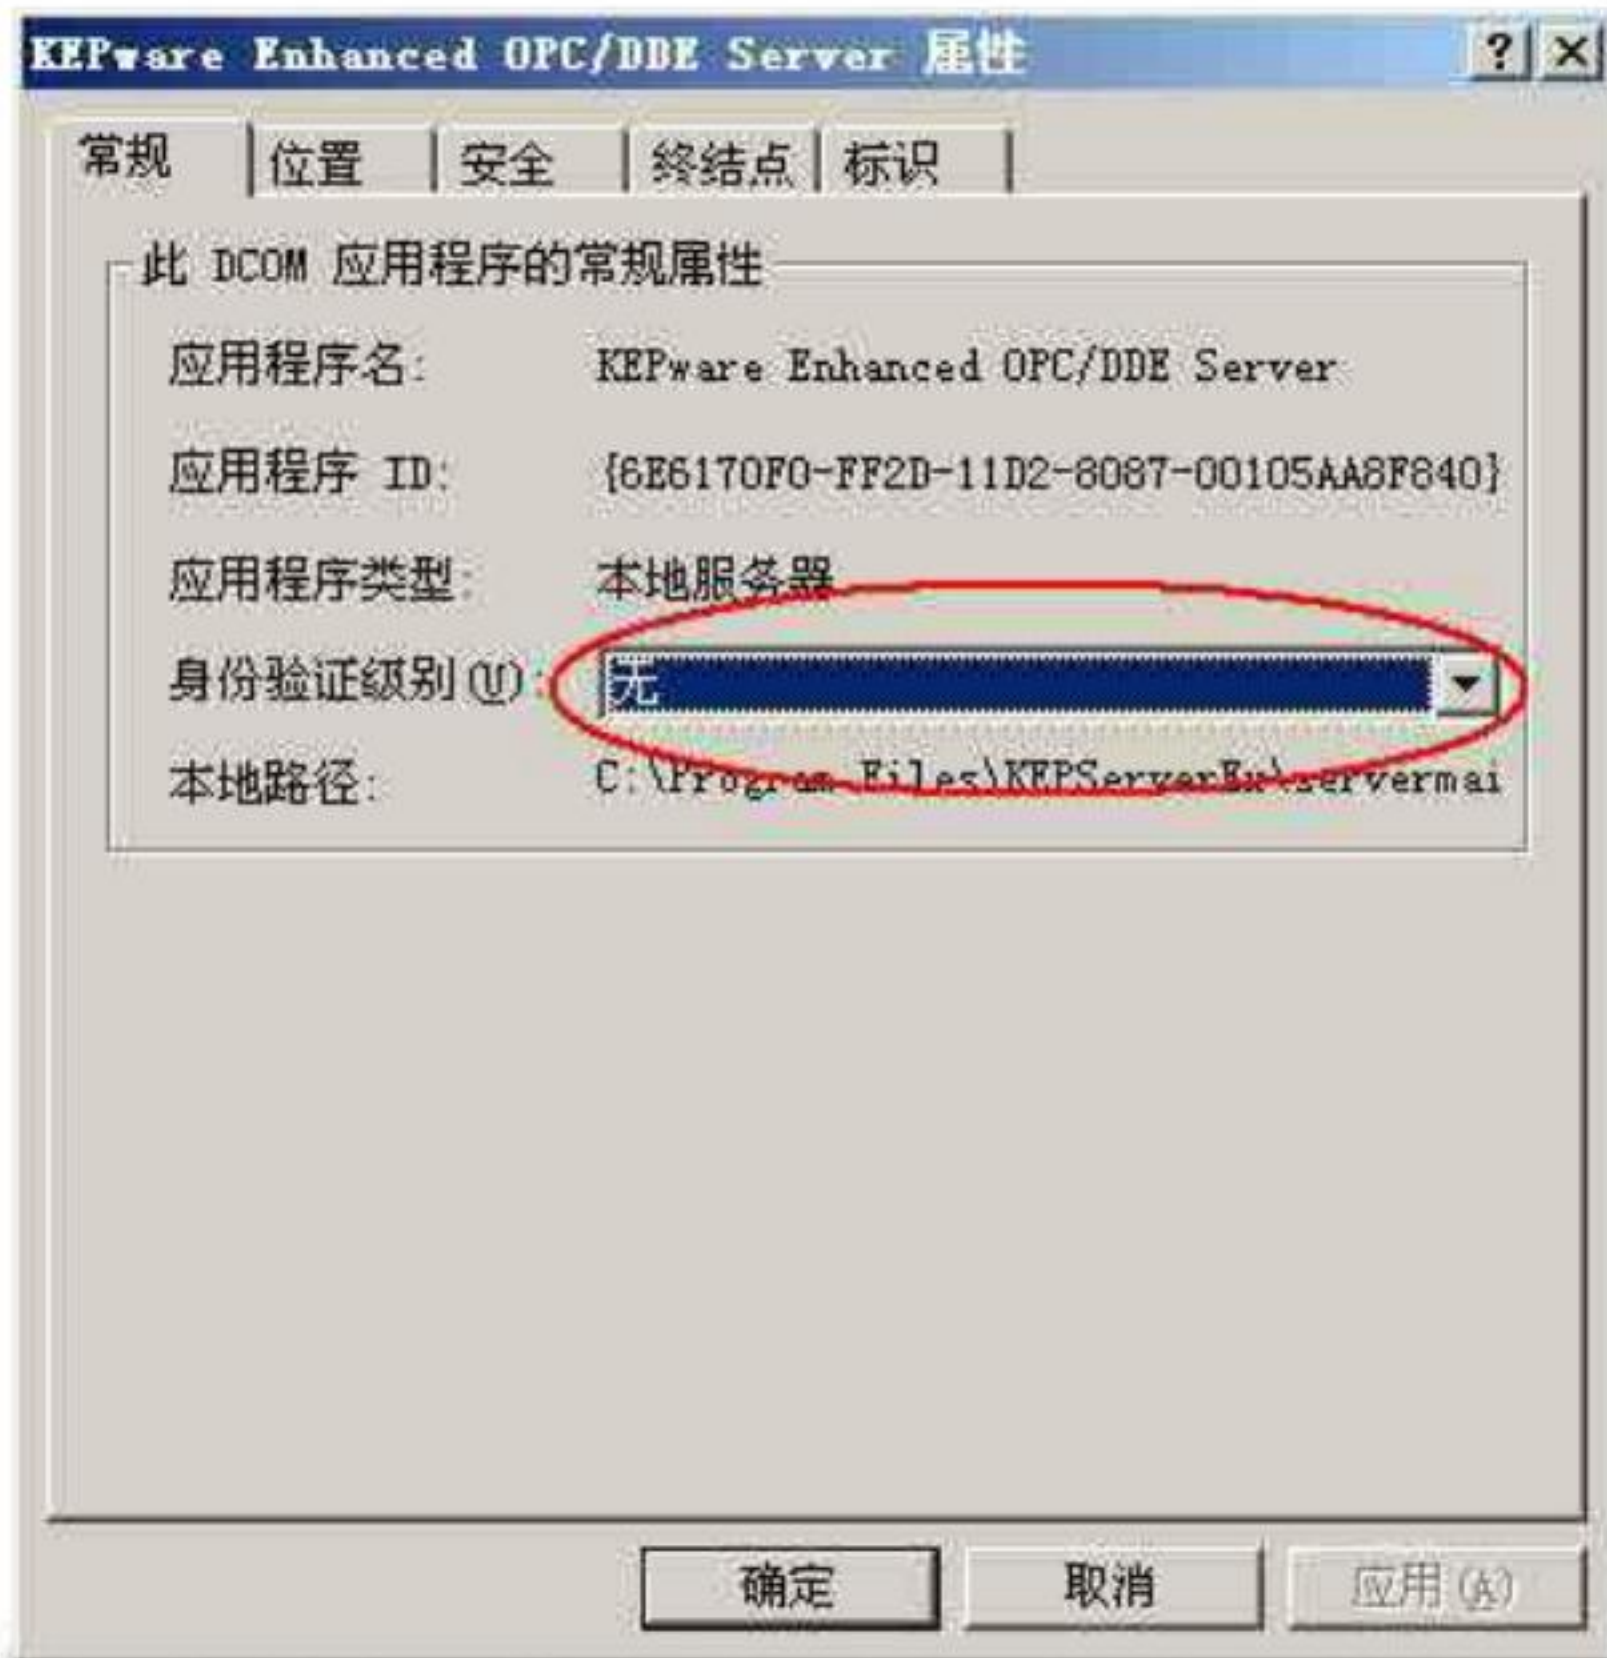 KEPware Enhanced OPC/DDE Server 属性
常规 位置 安全 终结点 标识
此 DCOM 应用程序的常规属性
应用程序名: KEPware Enhanced OPC/DDE Server
应用程序 ID: {6E6170F0-FF2D-11D2-8087-00105AA8F840}
应用程序类型: 本地服务器
身份验证级别(U): 无
本地路径: C:\Program Files\KEPServerEx\servermai
确定 取消 应用(A)